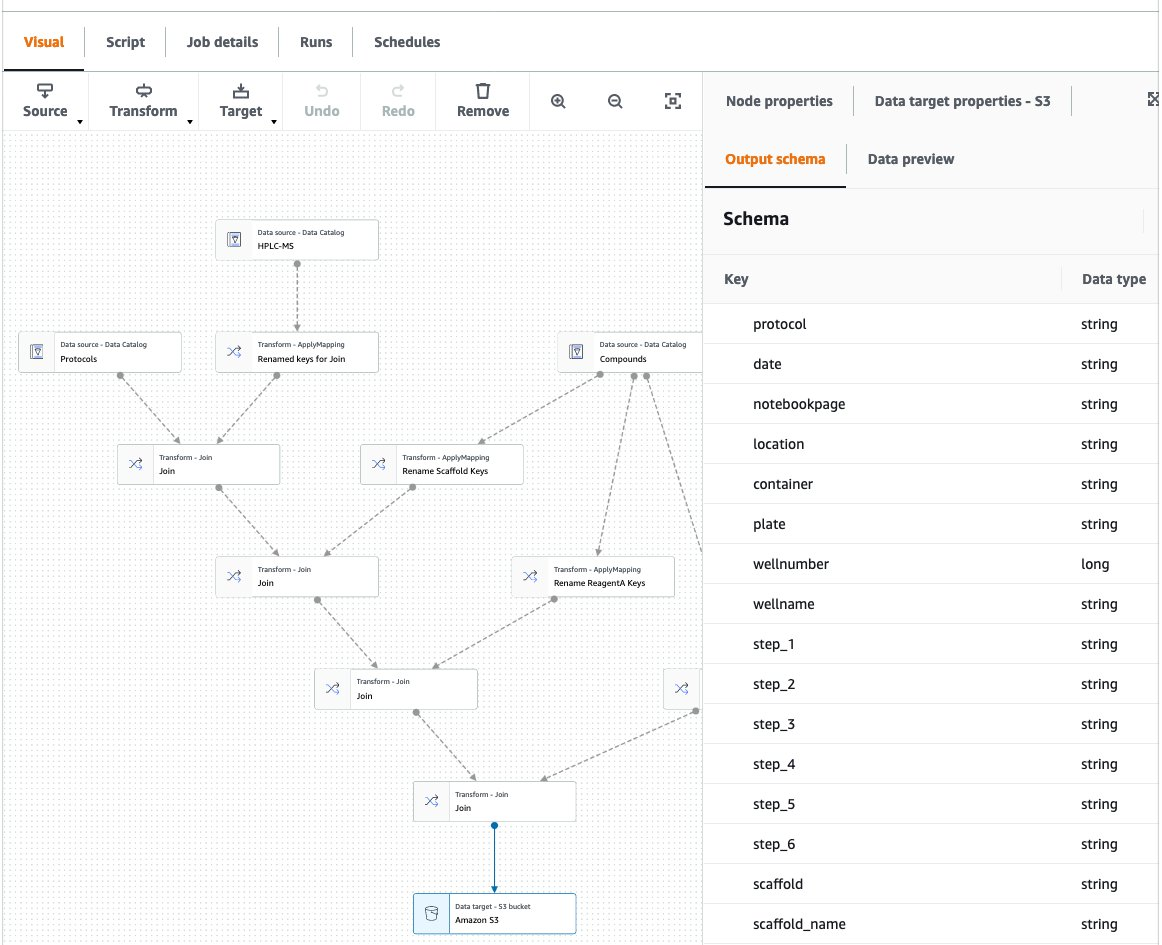 Visual Script Job details Runs Schedules
Source Transform Target Undo Redo Remove
Node properties Data target properties - S3
Output schema Data preview
Schema
Key Data type
protocol string
date string
notebookpage string
location string
container string
plate string
wellnumber long
wellname string
step_1 string
step_2 string
step_3 string
step_4 string
step_5 string
step_6 string
scaffold string
scaffold_name string
Data source - Data Catalog
HPLC-MS
Data source - Data Catalog
Protocols
Transform - ApplyMapping
Renamed keys for Join
Data source - Data Catalog
Compounds
Transform - Join
Join
Transform - ApplyMapping
Rename Scaffold Keys
Transform - Join
Join
Transform - ApplyMapping
Rename ReagentA Keys
Transform - Join
Join
Transform - Join
Join
Data target - S3 bucket
Amazon S3